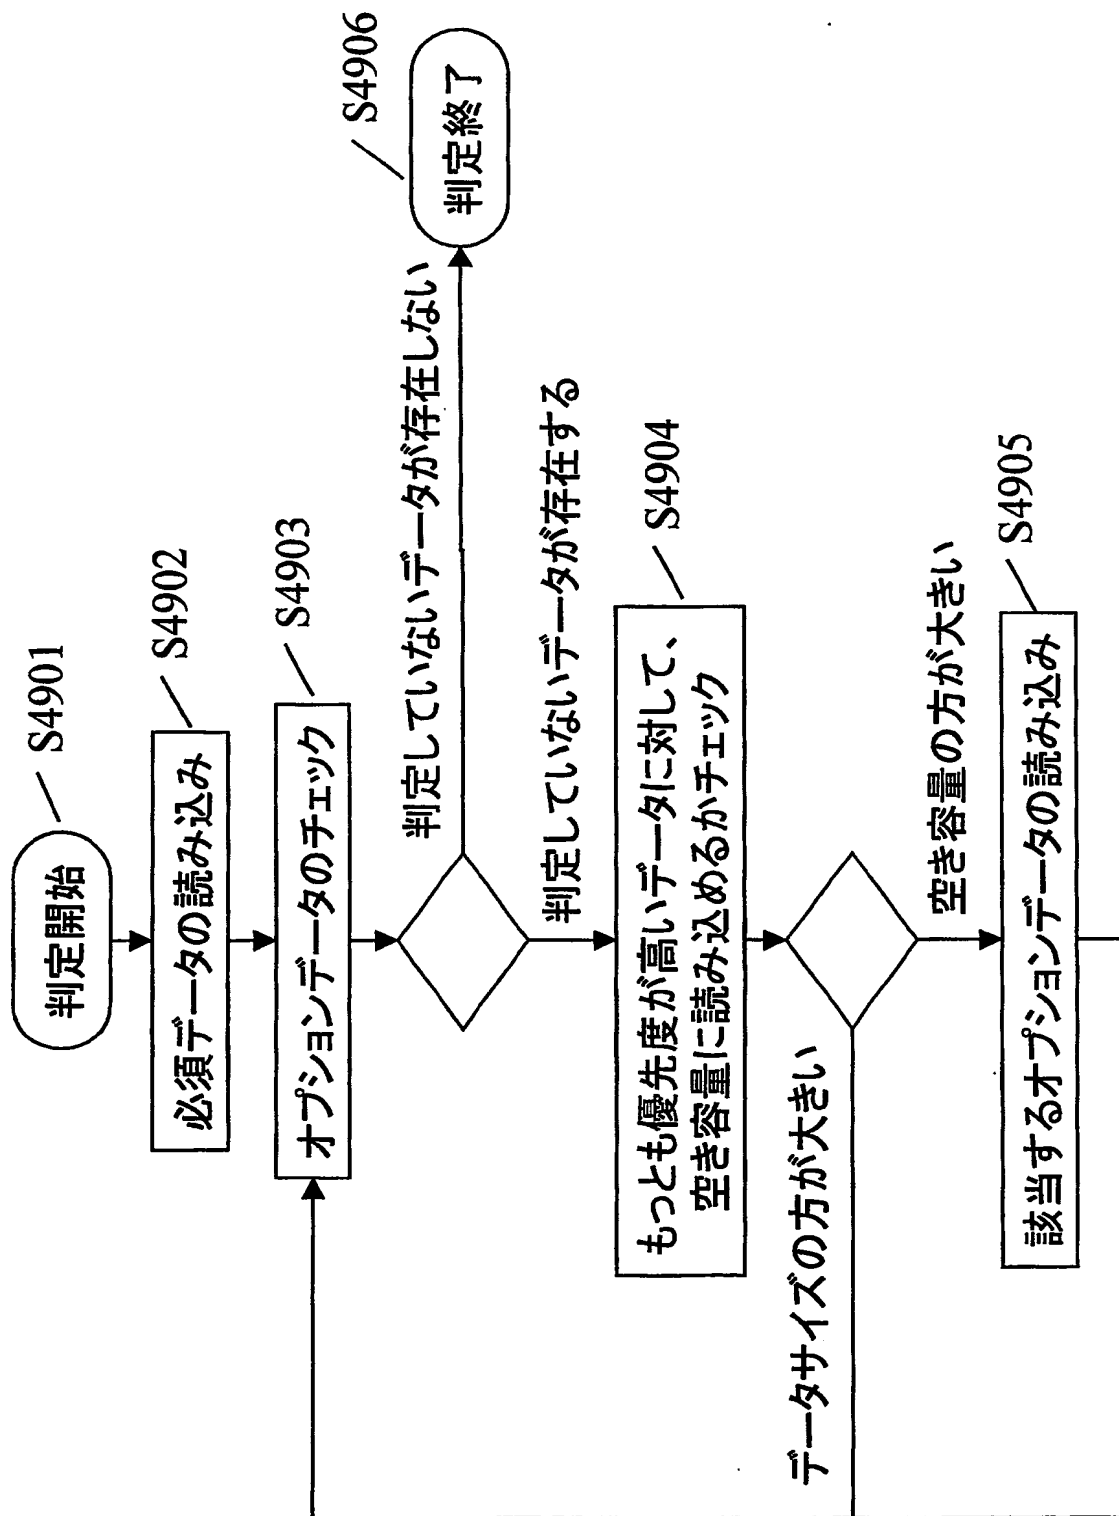 判定開始
S4901
必須データの読み込み
S4902
オプションデータのチェック
S4903
判定していないデータが存在しない
判定終了
S4906
判定していないデータが存在する
もっとも優先度が高いデータに対して、
空き容量に読み込めるかチェック
S4904
データサイズの方が大きい
空き容量の方が大きい
該当するオプションデータの読み込み
S4905